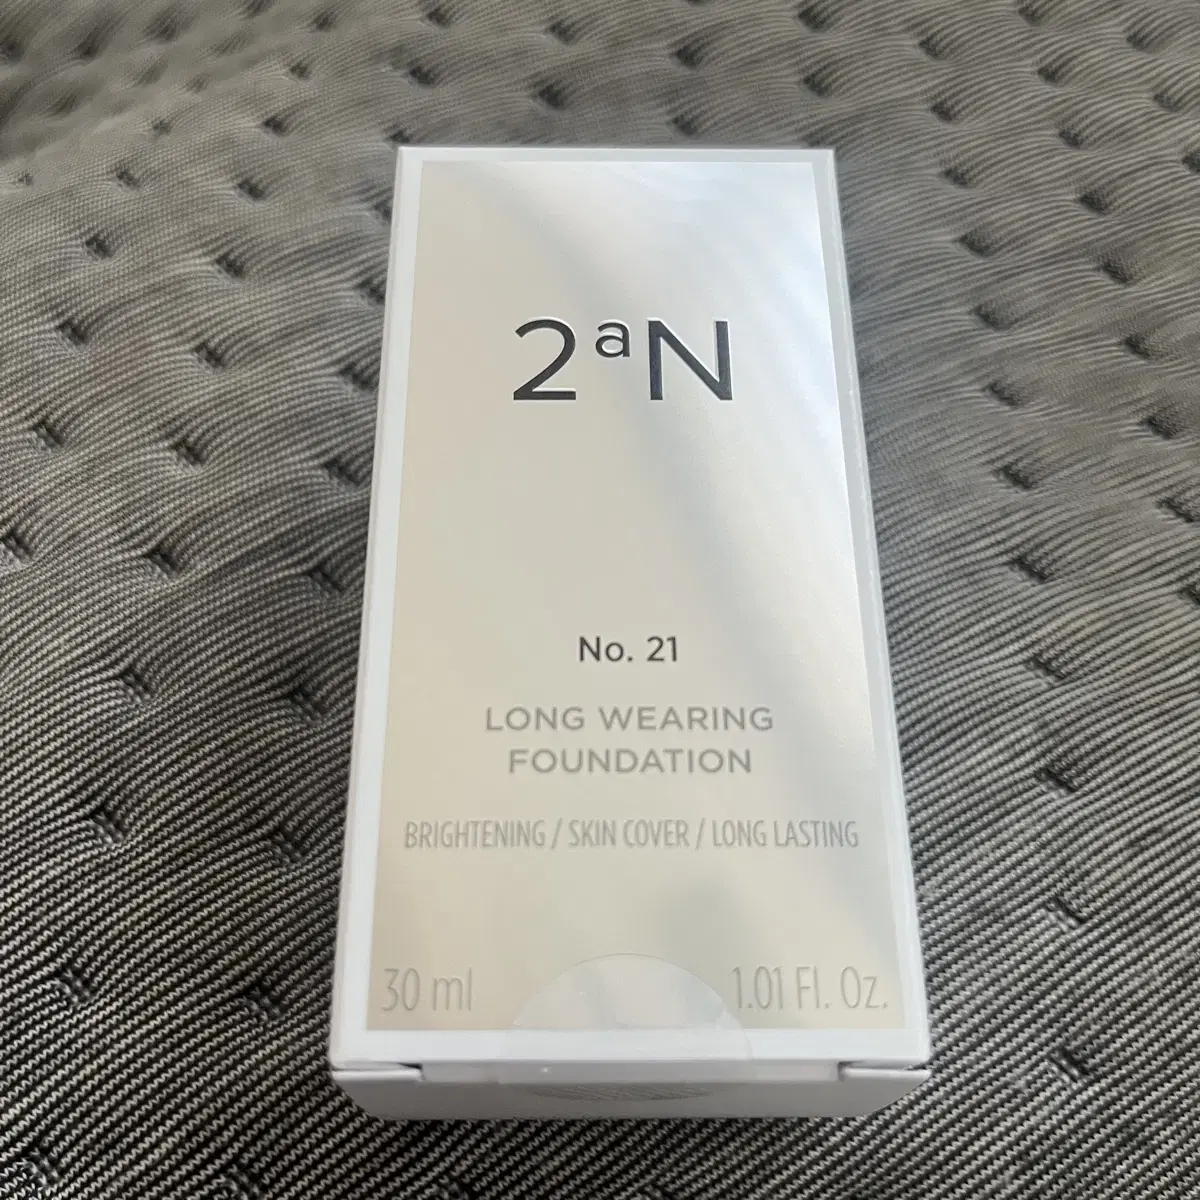 2aN
No. 21
LONG WEARING
FOUNDATION
BRIGHTENING / SKIN COVER / LONG LASTING
30 ml 1.01 Fl. Oz.